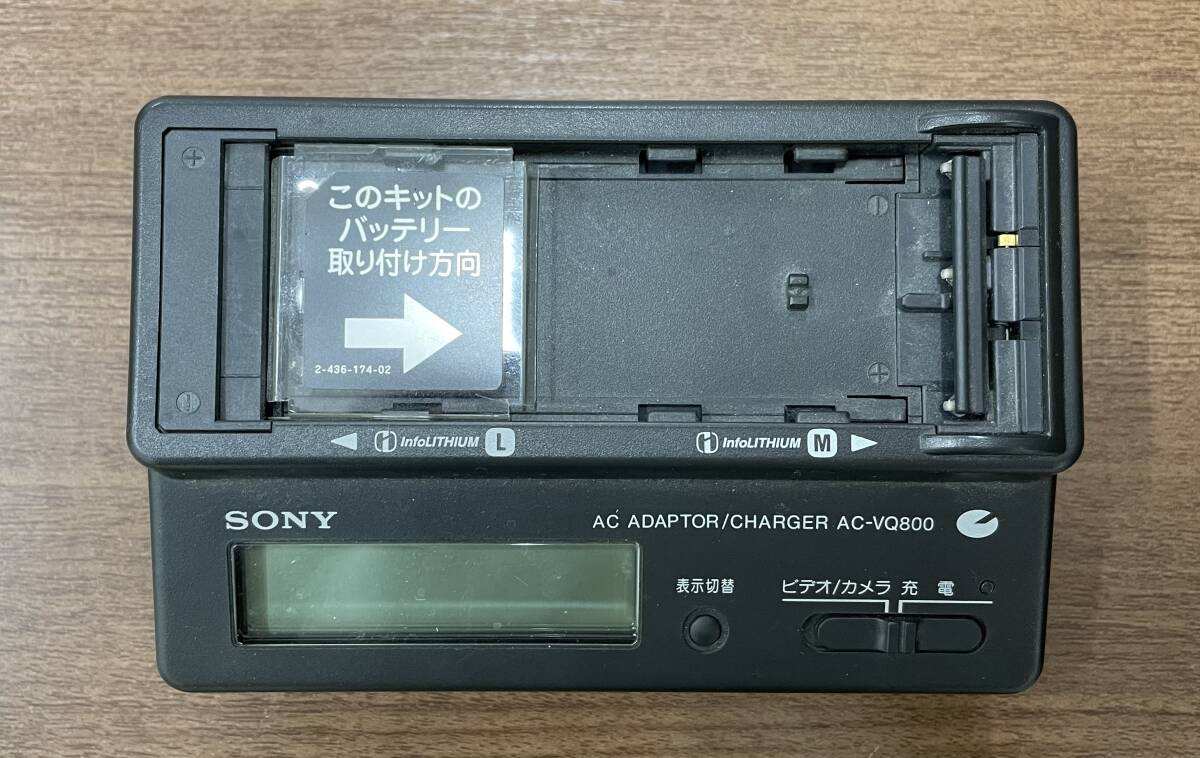 このキットの
バッテリー
取り付け方向
2-436-174-02
InfoLITHIUM L
InfoLITHIUM M
SONY
AC ADAPTOR/CHARGER AC-VQ800
表示切替
ビデオ/カメラ 充 電